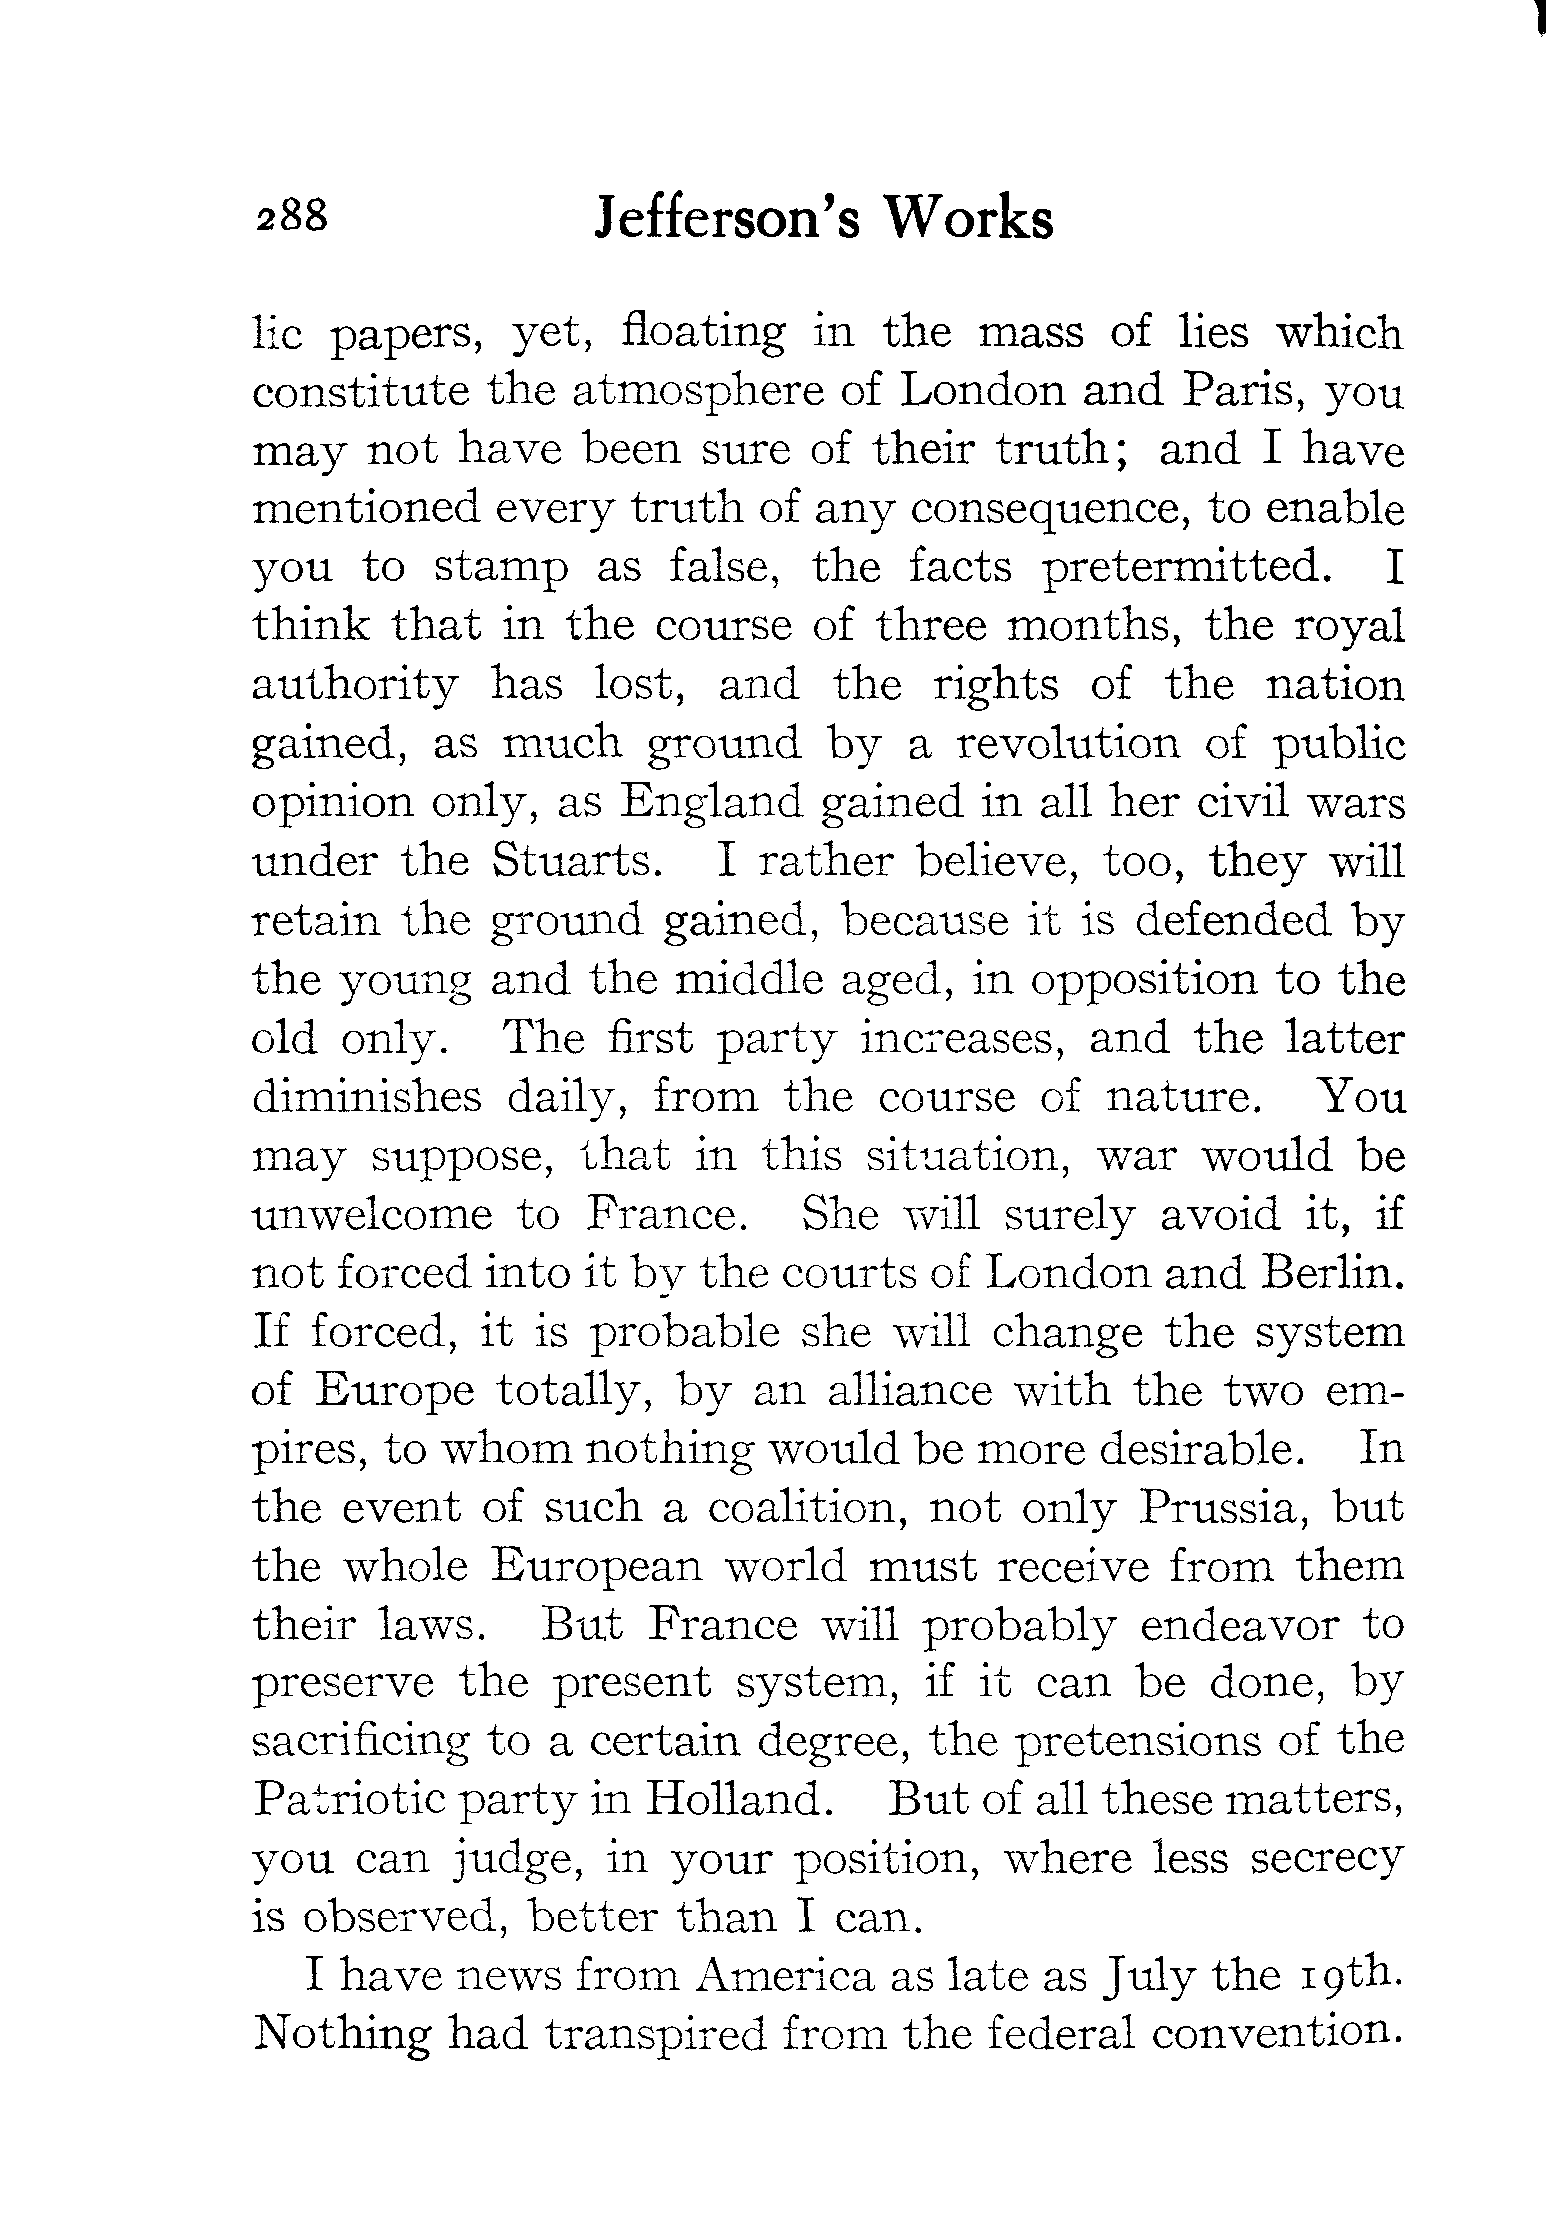 288 Jefferson's Works
lic papers, yet, floating in the mass of lies which
constitute the atmosphere of London and Paris, you
may not have been sure of their truth; and I have
mentioned every truth of any consequence, to enable
you to stamp as false, the facts pretermitted. I
think that in the course of three months, the royal
authority has lost, and the rights of the nation
gained, as much ground by a revolution of public
opinion only, as England gained in all her civil wars
under the Stuarts. I rather believe, too, they will
retain the ground gained, because it is defended by
the young and the middle aged, in opposition to the
old only. The first party increases, and the latter
diminishes daily, from the course of nature. You
may suppose, that in this situation, war would be
unwelcome to France. She will surely avoid it, if
not forced into it by the courts of London and Berlin.
If forced, it is probable she will change the system
of Europe totally, by an alliance with the two em-
pires, to whom nothing would be more desirable. In
the event of such a coalition, not only Prussia, but
the whole European world must receive from them
their laws. But France will probably endeavor to
preserve the present system, if it can be done, by
sacrificing to a certain degree, the pretensions of the
Patriotic party in Holland. But of all these matters,
you can judge, in your position, where less secrecy
is observed, better than I can.
I have news from America as late as July the 19th.
Nothing had transpired from the federal convention.